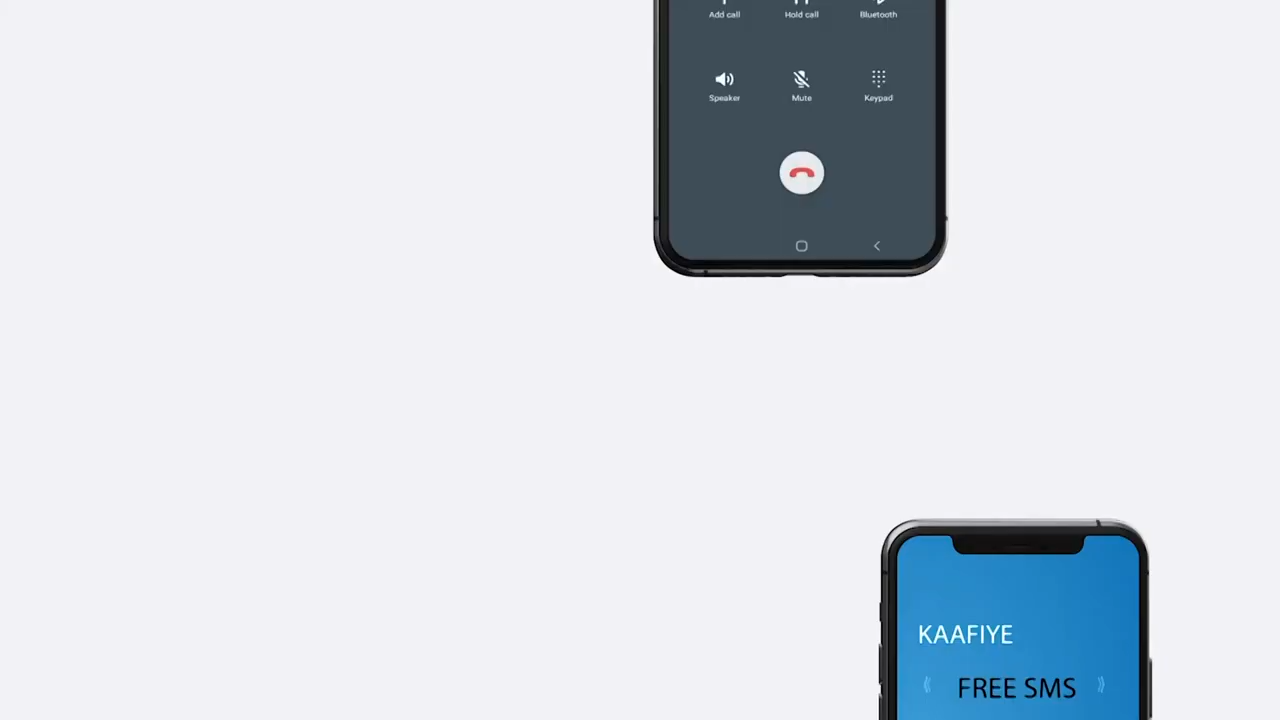 Add call Hold call Bluetooth
Speaker Mute Keypad
KAAFIYE
FREE SMS